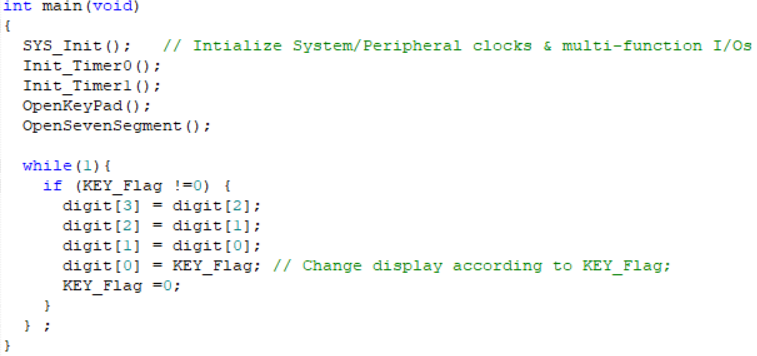 int main(void)
{
  SYS_Init();   // Intialize System/Peripheral clocks & multi-function I/Os
  Init_Timer0();
  Init_Timer1();
  OpenKeyPad();
  OpenSevenSegment();

  while(1){
    if (KEY_Flag !=0) {
      digit[3] = digit[2];
      digit[2] = digit[1];
      digit[1] = digit[0];
      digit[0] = KEY_Flag; // Change display according to KEY_Flag;
      KEY_Flag =0;
    }
  } ;
}